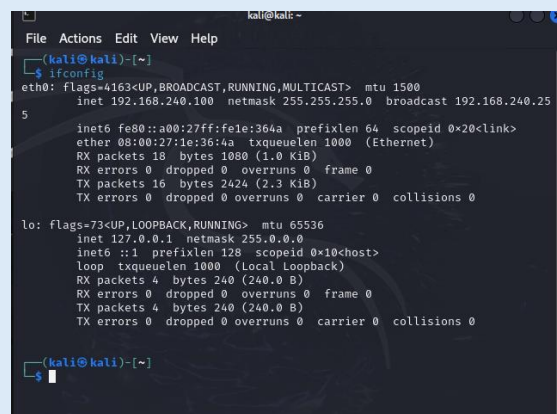 kali@kali: ~
File Actions Edit View Help
┌──(kali㉿kali)-[~]
└─$ ifconfig
eth0: flags=4163<UP,BROADCAST,RUNNING,MULTICAST> mtu 1500
inet 192.168.240.100 netmask 255.255.255.0 broadcast 192.168.240.25
5
inet6 fe80::a00:27ff:fe1e:364a prefixlen 64 scopeid 0×20<link>
ether 08:00:27:1e:36:4a txqueuelen 1000 (Ethernet)
RX packets 18 bytes 1080 (1.0 KiB)
RX errors 0 dropped 0 overruns 0 frame 0
TX packets 16 bytes 2424 (2.3 KiB)
TX errors 0 dropped 0 overruns 0 carrier 0 collisions 0
lo: flags=73<UP,LOOPBACK,RUNNING> mtu 65536
inet 127.0.0.1 netmask 255.0.0.0
inet6 ::1 prefixlen 128 scopeid 0×10<host>
loop txqueuelen 1000 (Local Loopback)
RX packets 4 bytes 240 (240.0 B)
RX errors 0 dropped 0 overruns 0 frame 0
TX packets 4 bytes 240 (240.0 B)
TX errors 0 dropped 0 overruns 0 carrier 0 collisions 0
┌──(kali㉿kali)-[~]
└─$